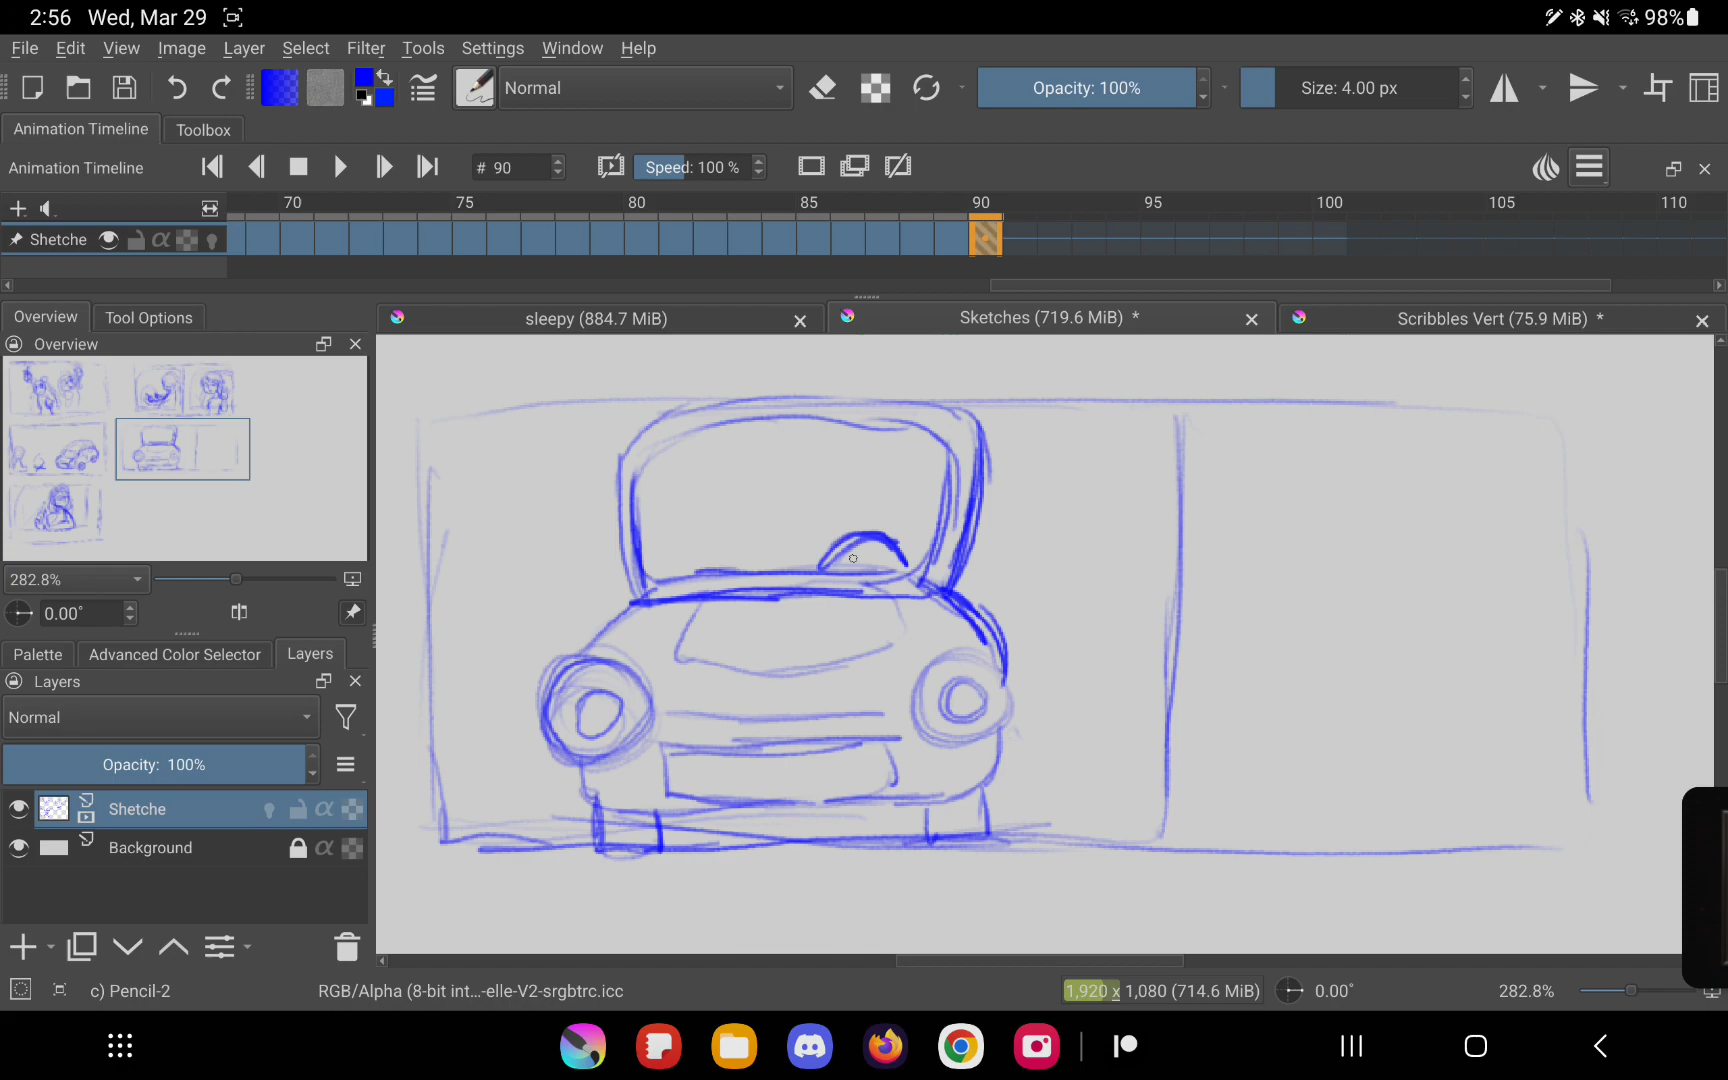 2:56 Wed, Mar 29 98%
File Edit View Image Layer Select Filter Tools Settings Window Help
Normal Opacity: 100% Size: 4.00 px
Animation Timeline Toolbox
Animation Timeline # 90 Speed: 100 %
70 75 80 85 90 95 100 105 110
Shetche
Overview Tool Options sleepy (884.7 MiB) Sketches (719.6 MiB) * Scribbles Vert (75.9 MiB) *
Overview
282.8%
0.00°
Palette Advanced Color Selector Layers
Layers
Normal
Opacity: 100%
Shetche
Background
c) Pencil-2 RGB/Alpha (8-bit int...-elle-V2-srgbtrc.icc 1,920 x 1,080 (714.6 MiB) 0.00° 282.8%